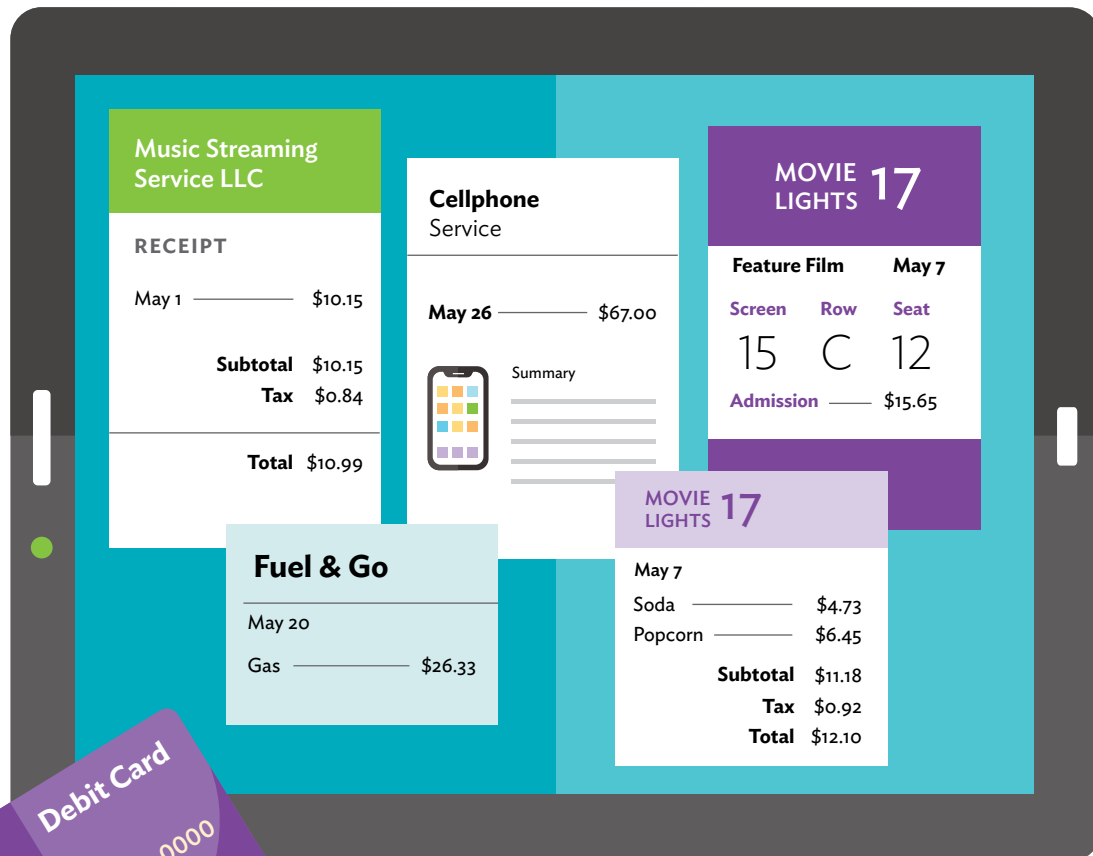 Music Streaming
Service LLC
RECEIPT
May 1 $10.15
Subtotal $10.15
Tax $0.84
Total $10.99
Cellphone
Service
May 26 $67.00
Summary
MOVIE
LIGHTS 17
Feature Film May 7
Screen Row Seat
15 C 12
Admission $15.65
Fuel & Go
May 20
Gas $26.33
MOVIE
LIGHTS 17
May 7
Soda $4.73
Popcorn $6.45
Subtotal $11.18
Tax $0.92
Total $12.10
Debit Card
0000